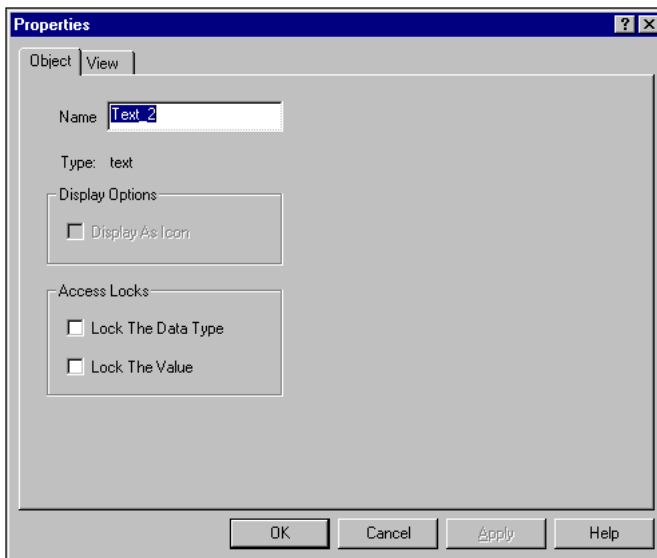 Properties
Object View
Name Text_2
Type: text
Display Options
Display As Icon
Access Locks
Lock The Data Type
Lock The Value
OK Cancel Apply Help